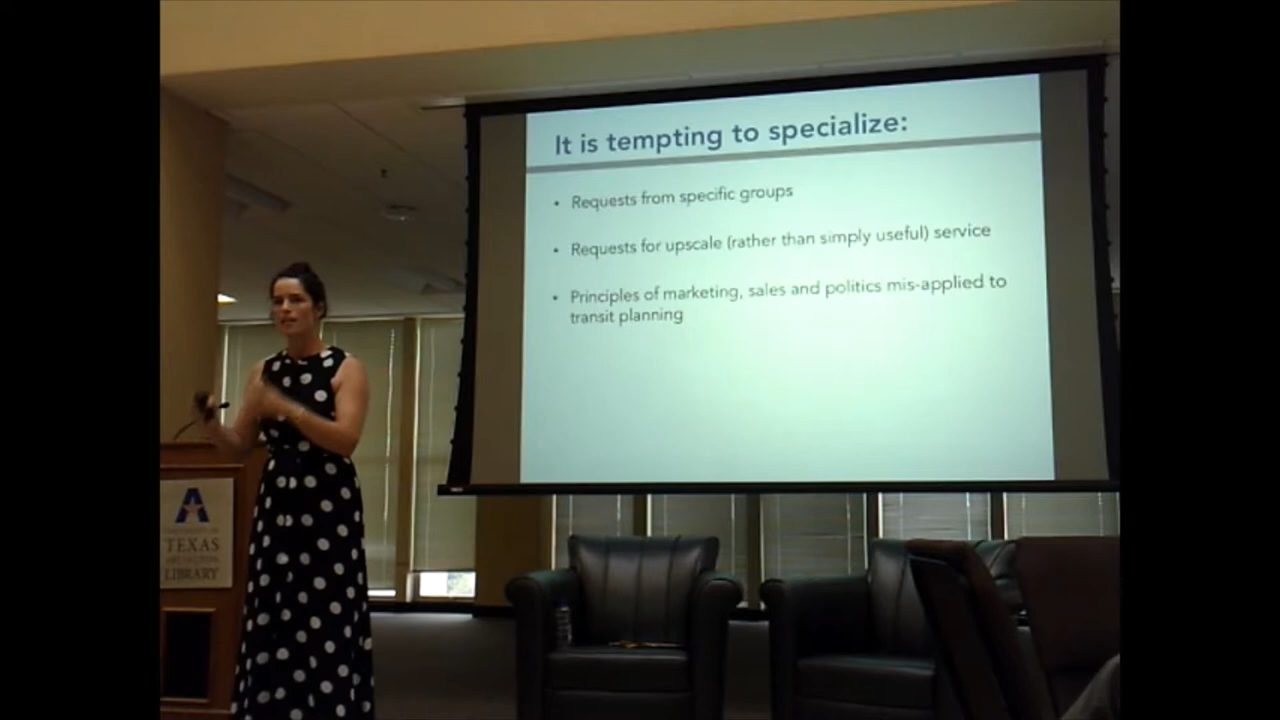 It is tempting to specialize:
• Requests from specific groups
• Requests for upscale (rather than simply useful) service
• Principles of marketing, sales and politics mis-applied to
transit planning
A
TEXAS
LIBRARY